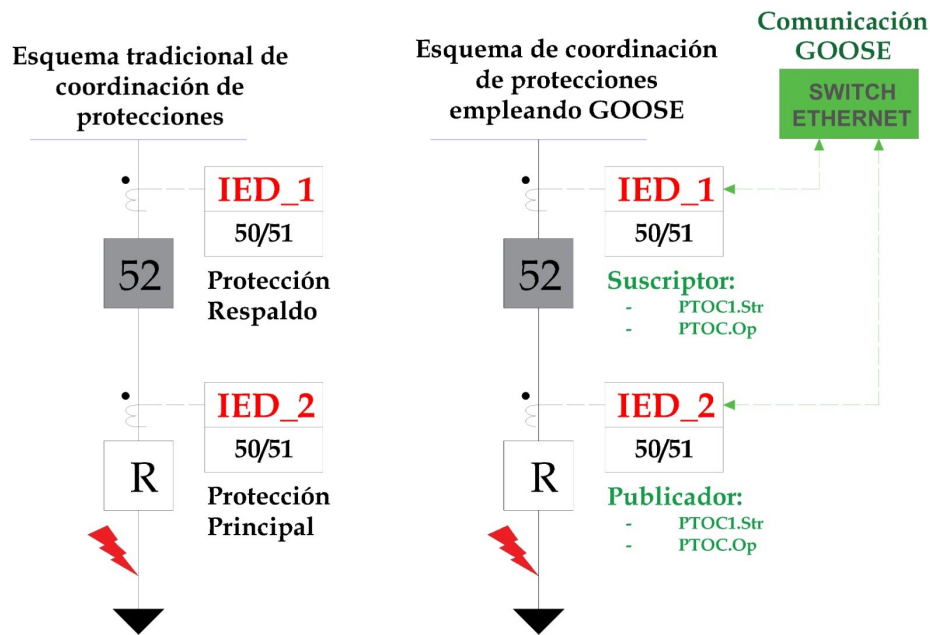 Esquema tradicional de
coordinación de
protecciones
IED_1
50/51
52
Protección
Respaldo
IED_2
50/51
R
Protección
Principal
Esquema de coordinación
de protecciones
empleando GOOSE
Comunicación
GOOSE
SWITCH
ETHERNET
IED_1
50/51
52
Suscriptor:
- PTOC1.Str
- PTOC.Op
IED_2
50/51
R
Publicador:
- PTOC1.Str
- PTOC.Op